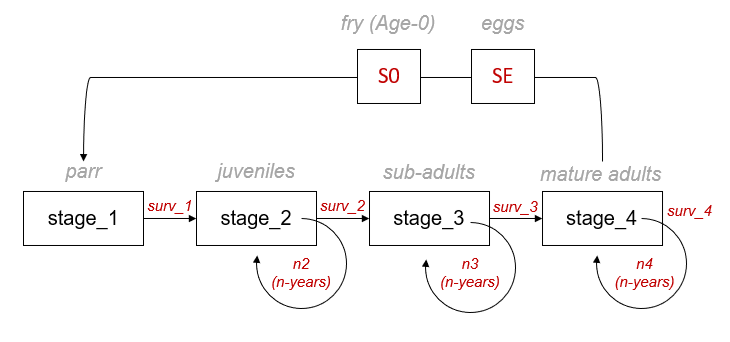 fry (Age-0)
eggs
S0
SE
parr
juveniles
sub-adults
mature adults
stage_1
surv_1
stage_2
surv_2
stage_3
surv_3
stage_4
surv_4
n2
(n-years)
n3
(n-years)
n4
(n-years)